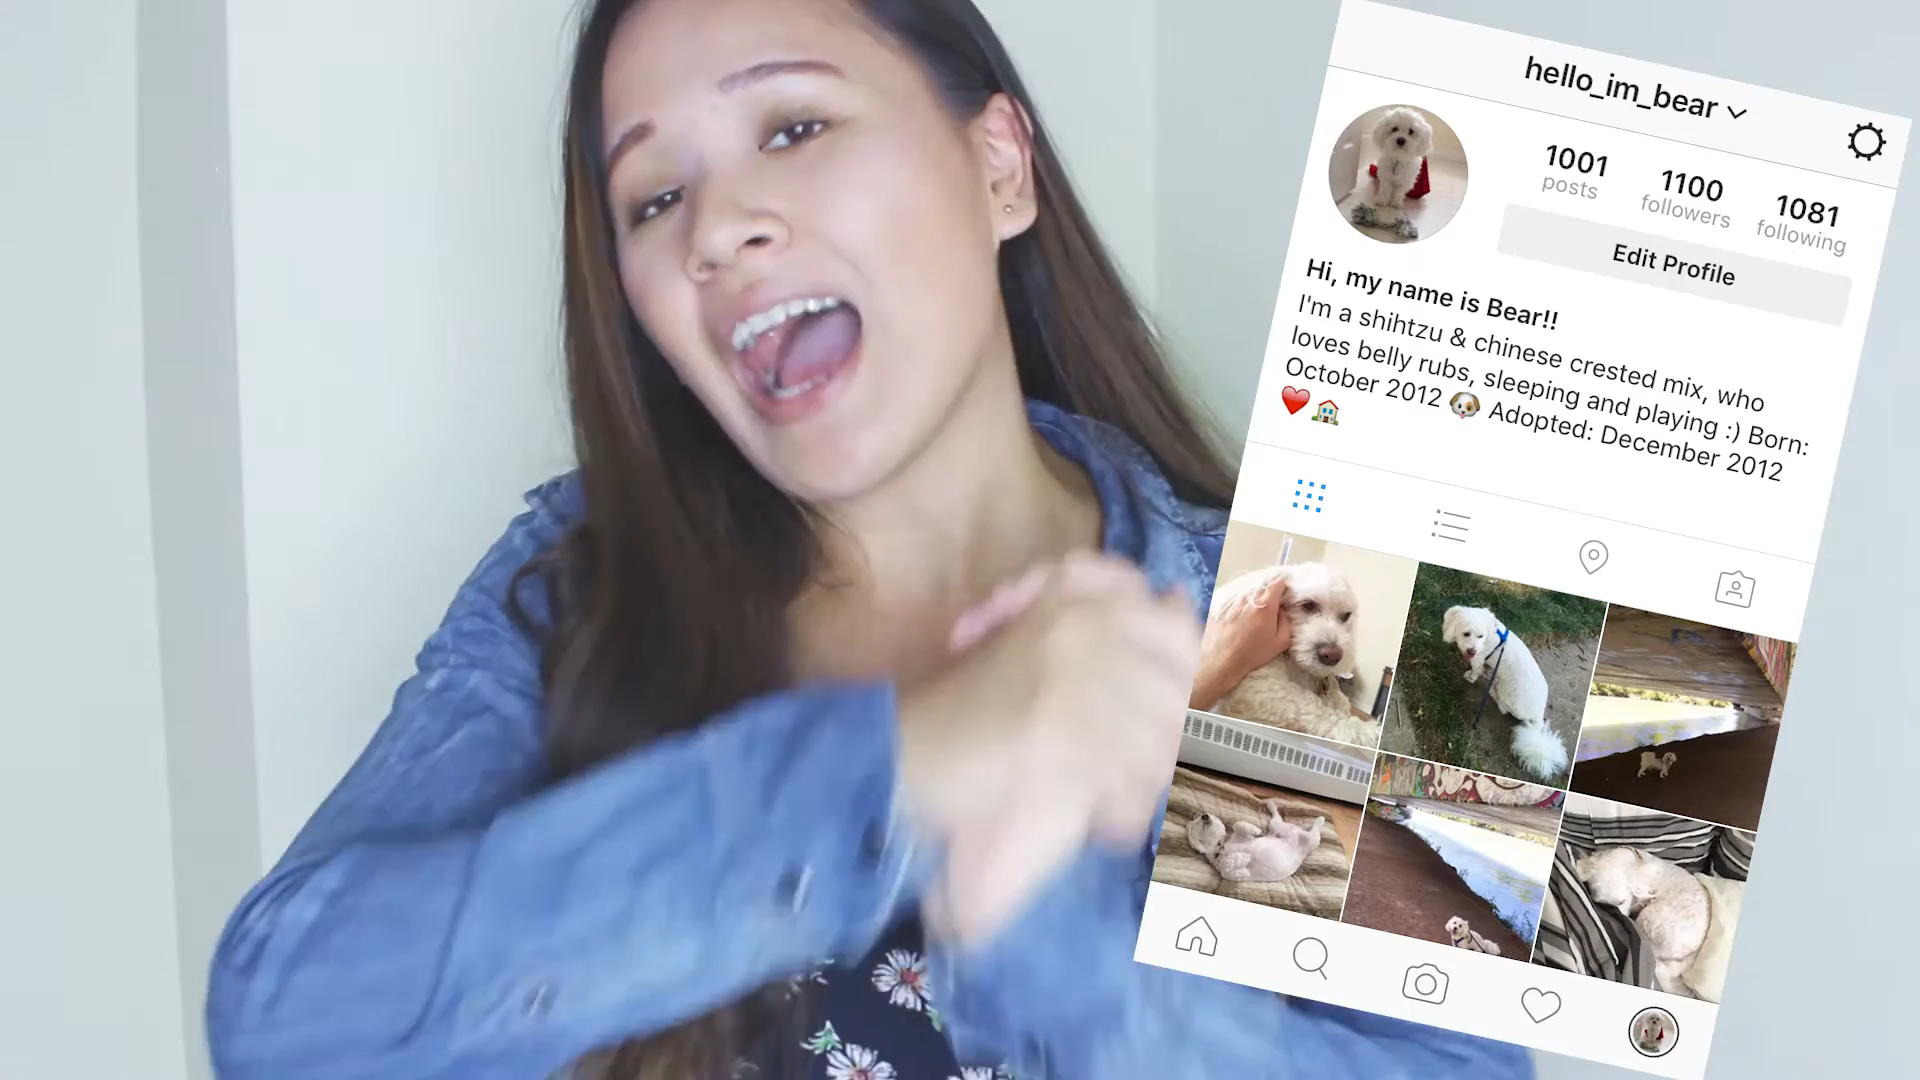 hello_im_bear
1001 1100 1081
posts followers following
Edit Profile
Hi, my name is Bear!!
I'm a shihtzu & chinese crested mix, who
loves belly rubs, sleeping and playing :) Born:
October 2012 🐶 Adopted: December 2012
❤️🏡